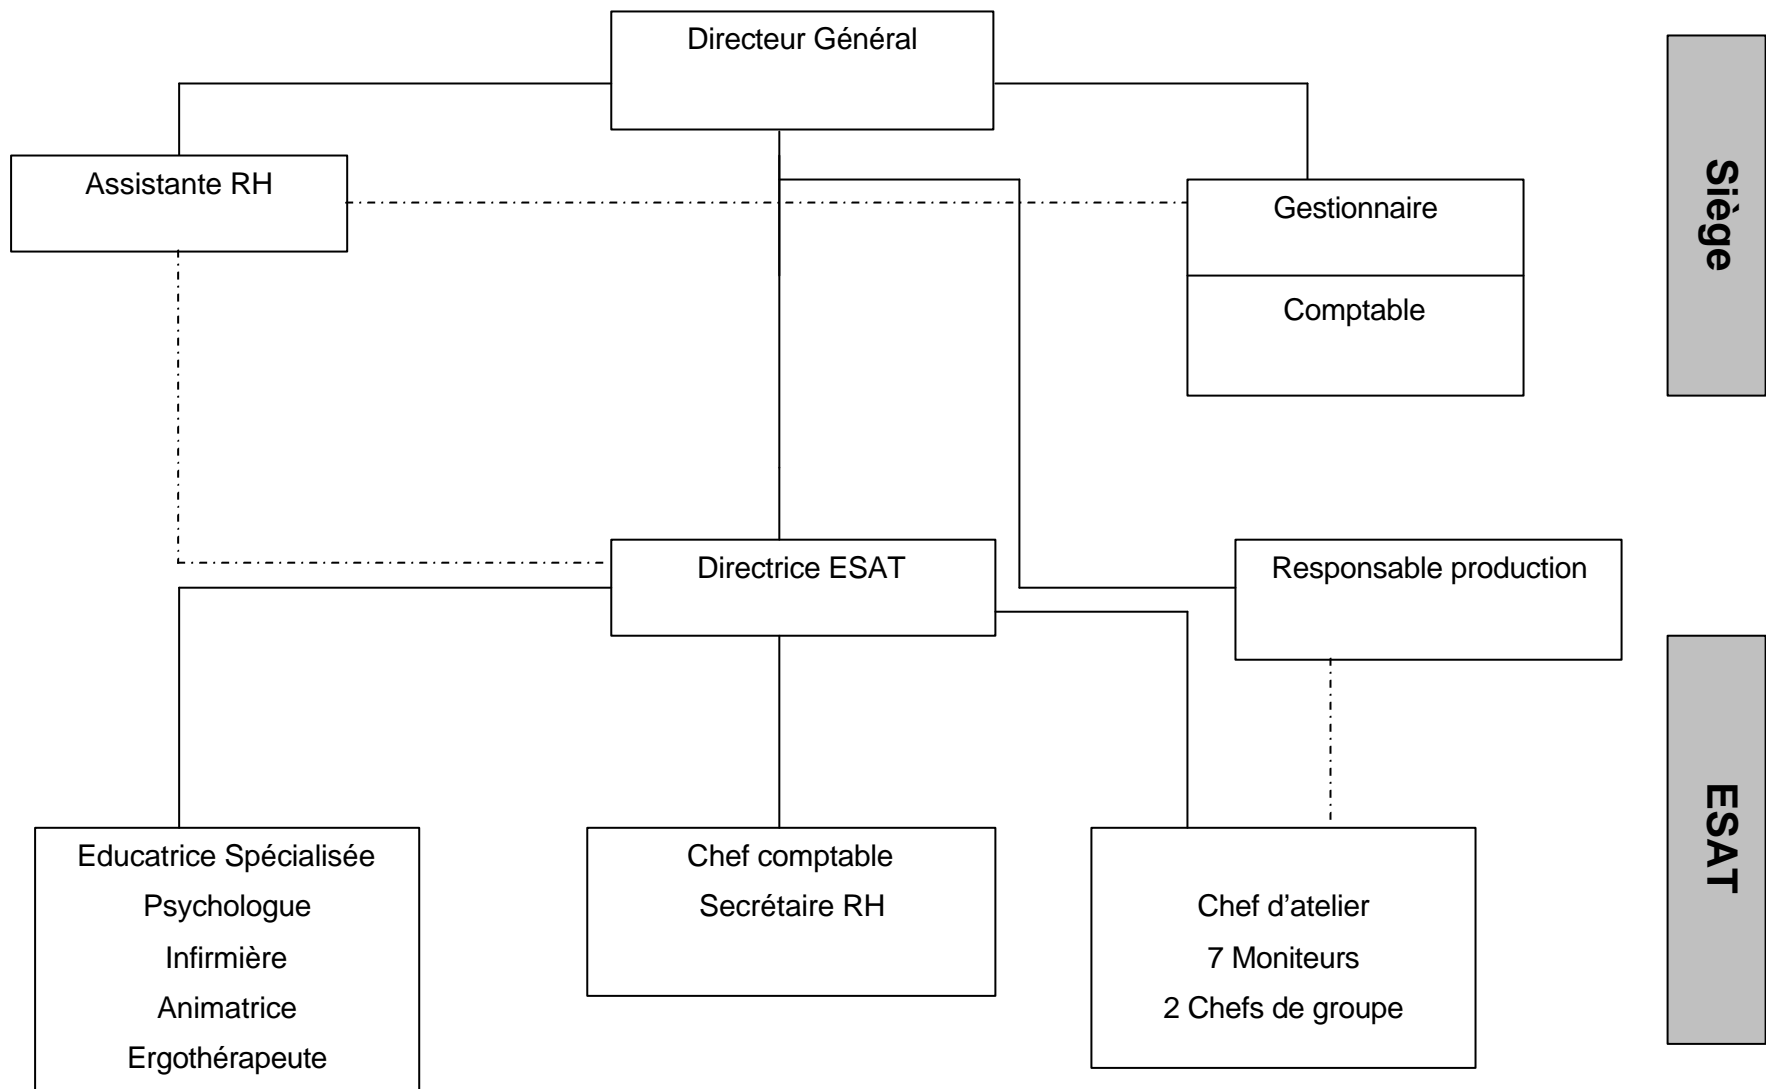 Directeur Général
Assistante RH
Gestionnaire
Comptable
Siège
Directrice ESAT
Responsable production
ESAT
Educatrice Spécialisée
Psychologue
Infirmière
Animatrice
Ergothérapeute
Chef comptable
Secrétaire RH
Chef d’atelier
7 Moniteurs
2 Chefs de groupe